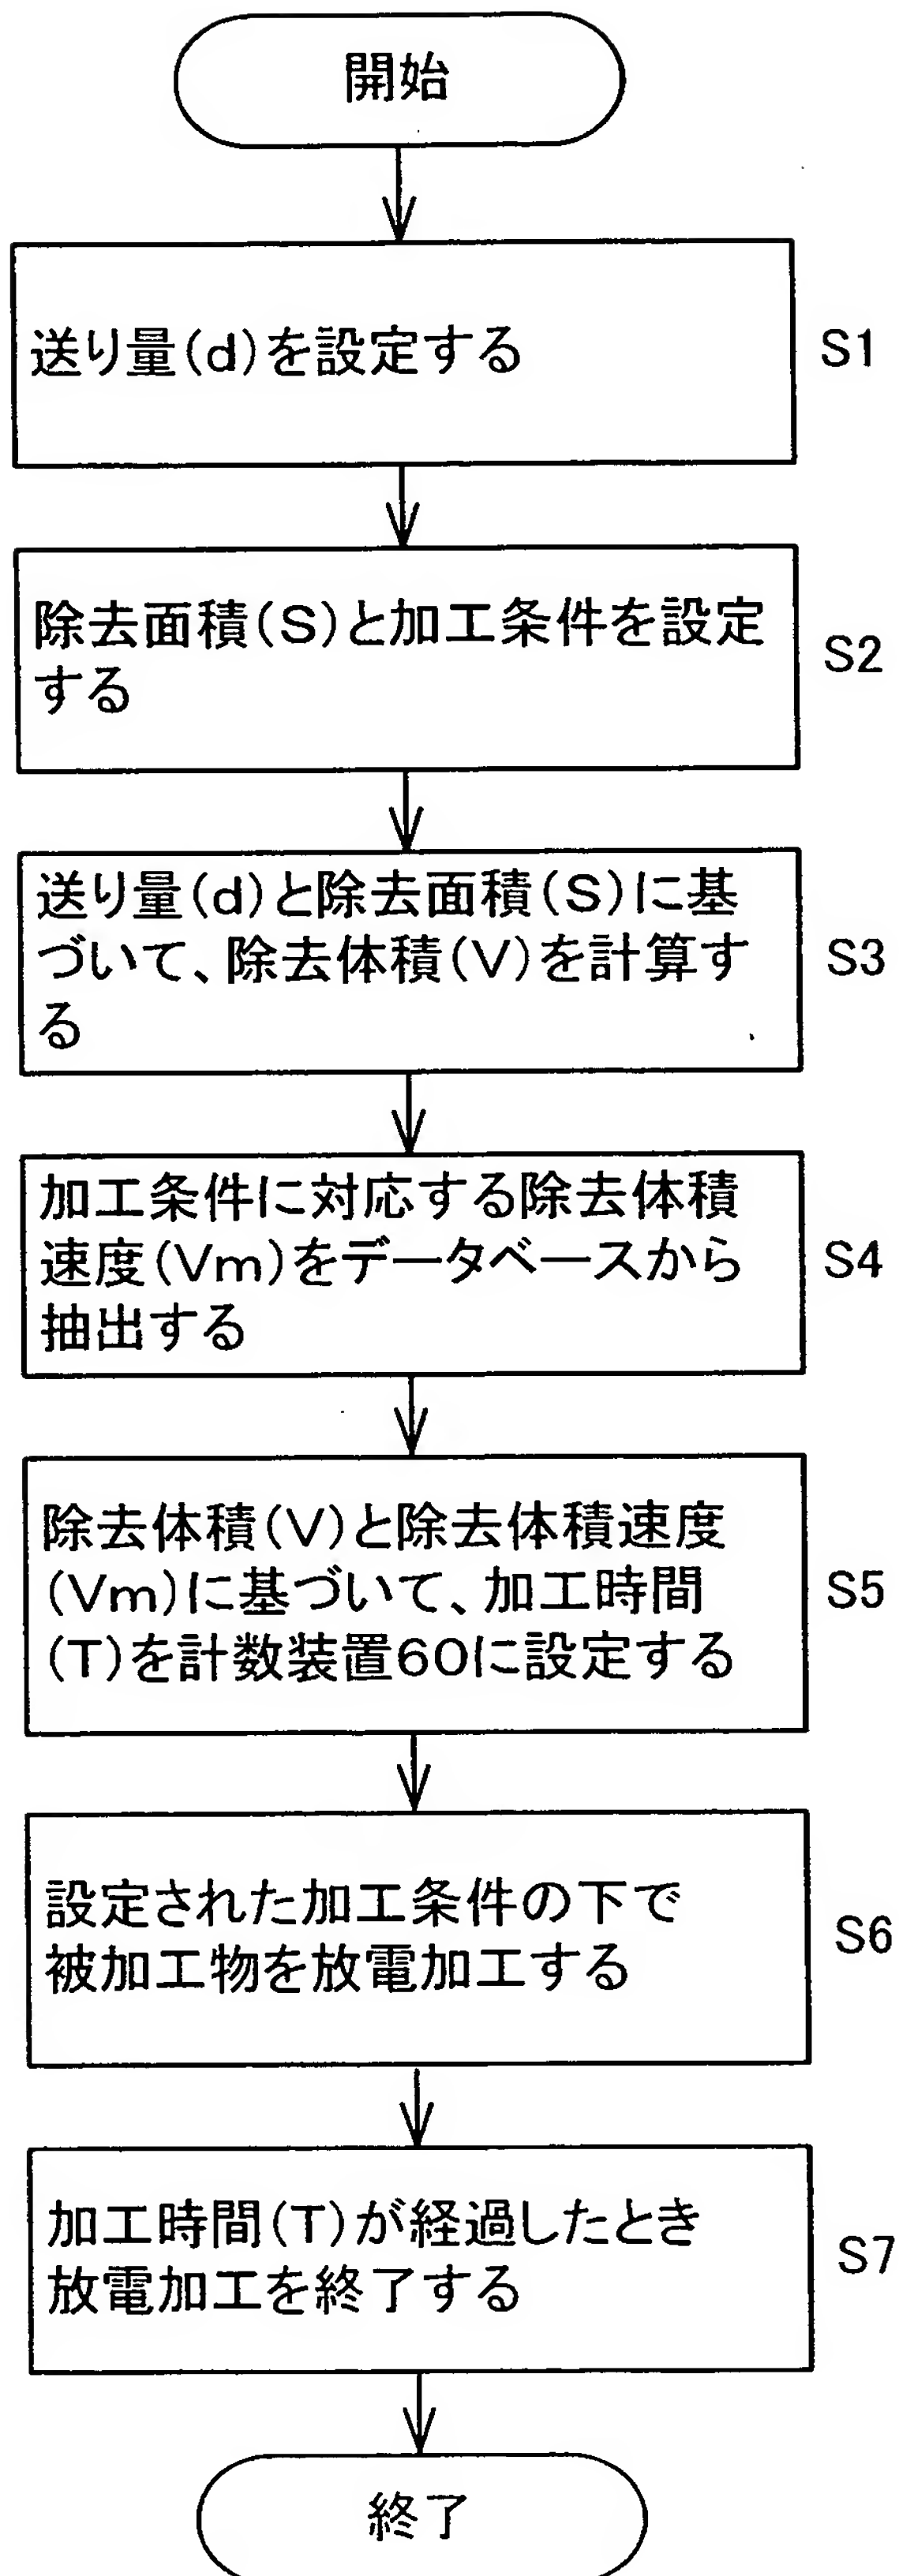 開始
送り量(d)を設定する
S1
除去面積(S)と加工条件を設定
する
S2
送り量(d)と除去面積(S)に基
づいて、除去体積(V)を計算す
る
S3
加工条件に対応する除去体積
速度(Vm)をデータベースから
抽出する
S4
除去体積(V)と除去体積速度
(Vm)に基づいて、加工時間
(T)を計数装置60に設定する
S5
設定された加工条件の下で
被加工物を放電加工する
S6
加工時間(T)が経過したとき
放電加工を終了する
S7
終了